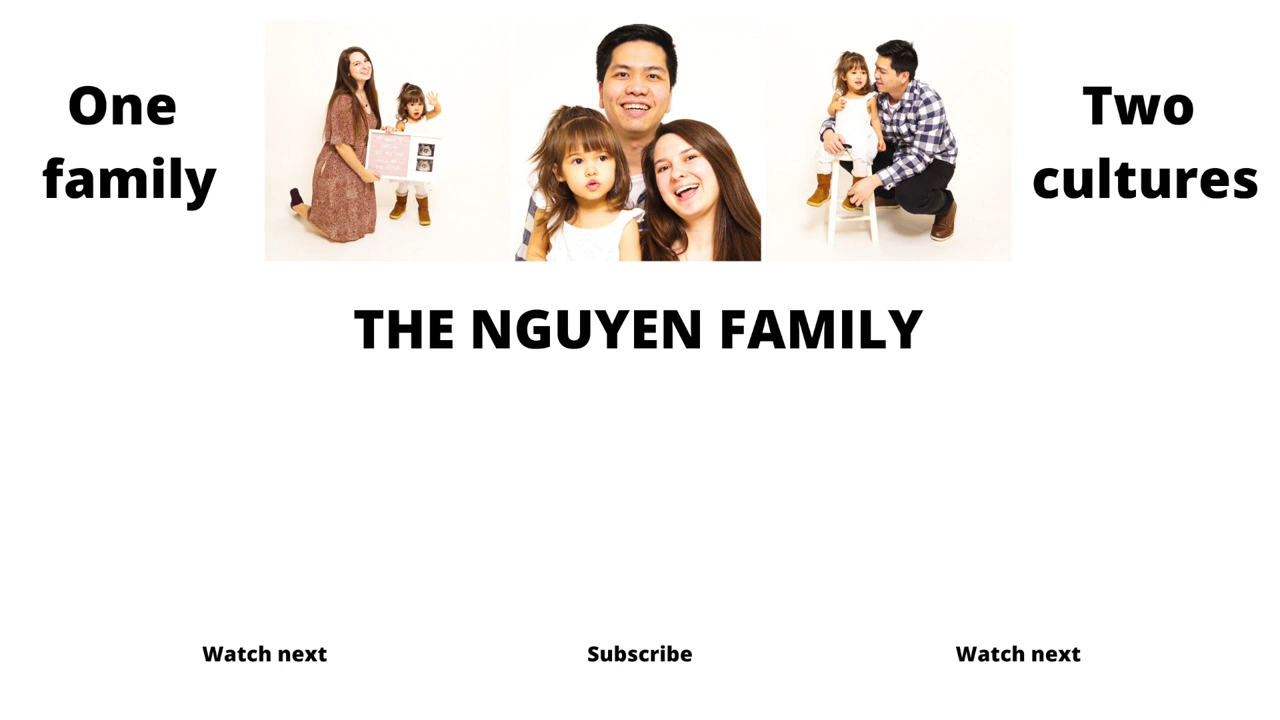 One
family
Two
cultures
THE NGUYEN FAMILY
Watch next
Subscribe
Watch next